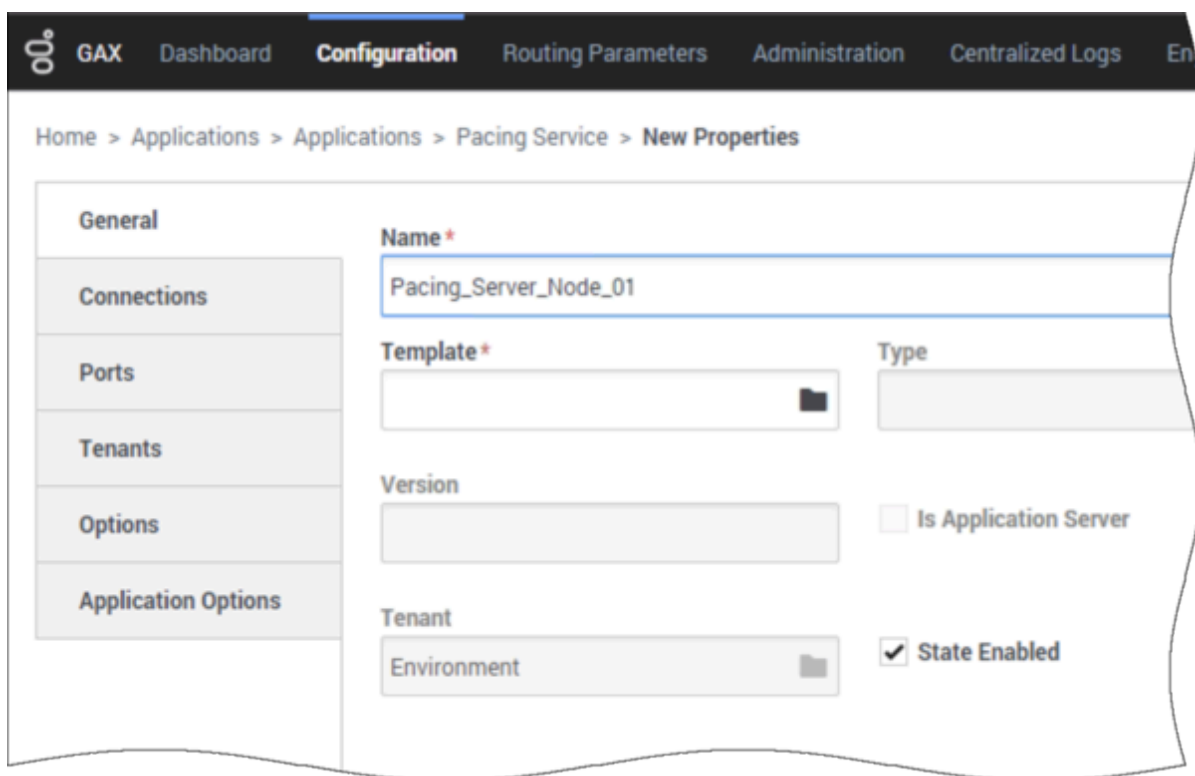 GAX Dashboard Configuration Routing Parameters Administration Centralized Logs En
Home > Applications > Applications > Pacing Service > New Properties
General
Connections
Ports
Tenants
Options
Application Options
Name*
Pacing_Server_Node_01
Template* Type
Version
Is Application Server
Tenant
Environment
State Enabled